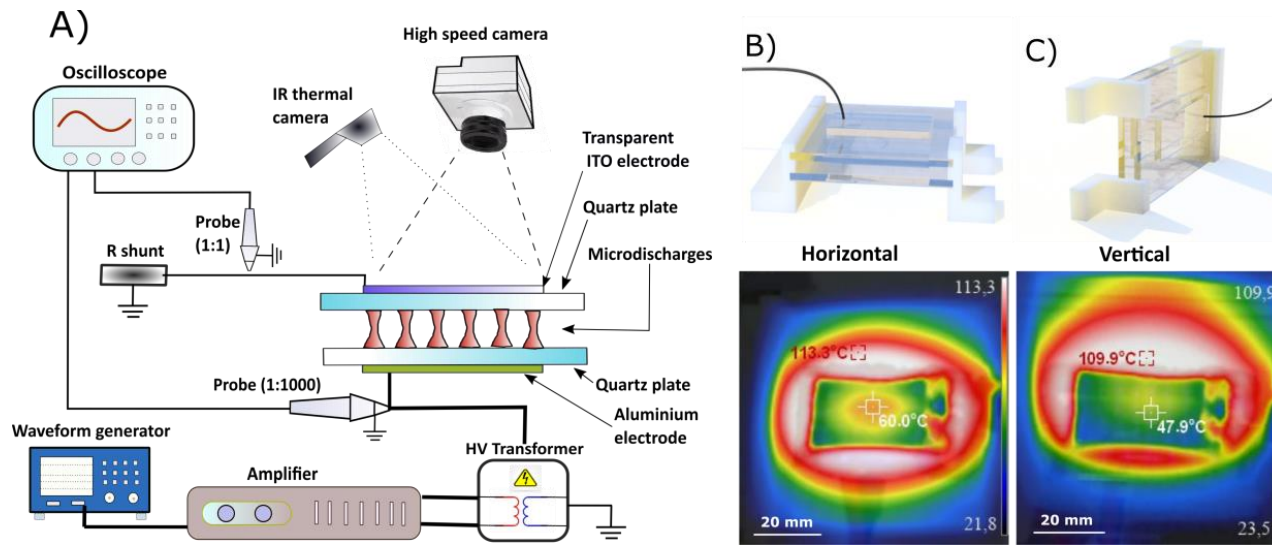 A)
High speed camera
Oscilloscope
IR thermal
camera
Transparent
ITO electrode
Quartz plate
Probe
(1:1)
R shunt
Microdischarges
Probe (1:1000)
Quartz plate
Aluminium
electrode
Waveform generator
Amplifier
HV Transformer
B)
C)
Horizontal
Vertical
113,3
113.3°C
60.0°C
20 mm
21,8
109,9
109.9°C
47.9°C
20 mm
23,5